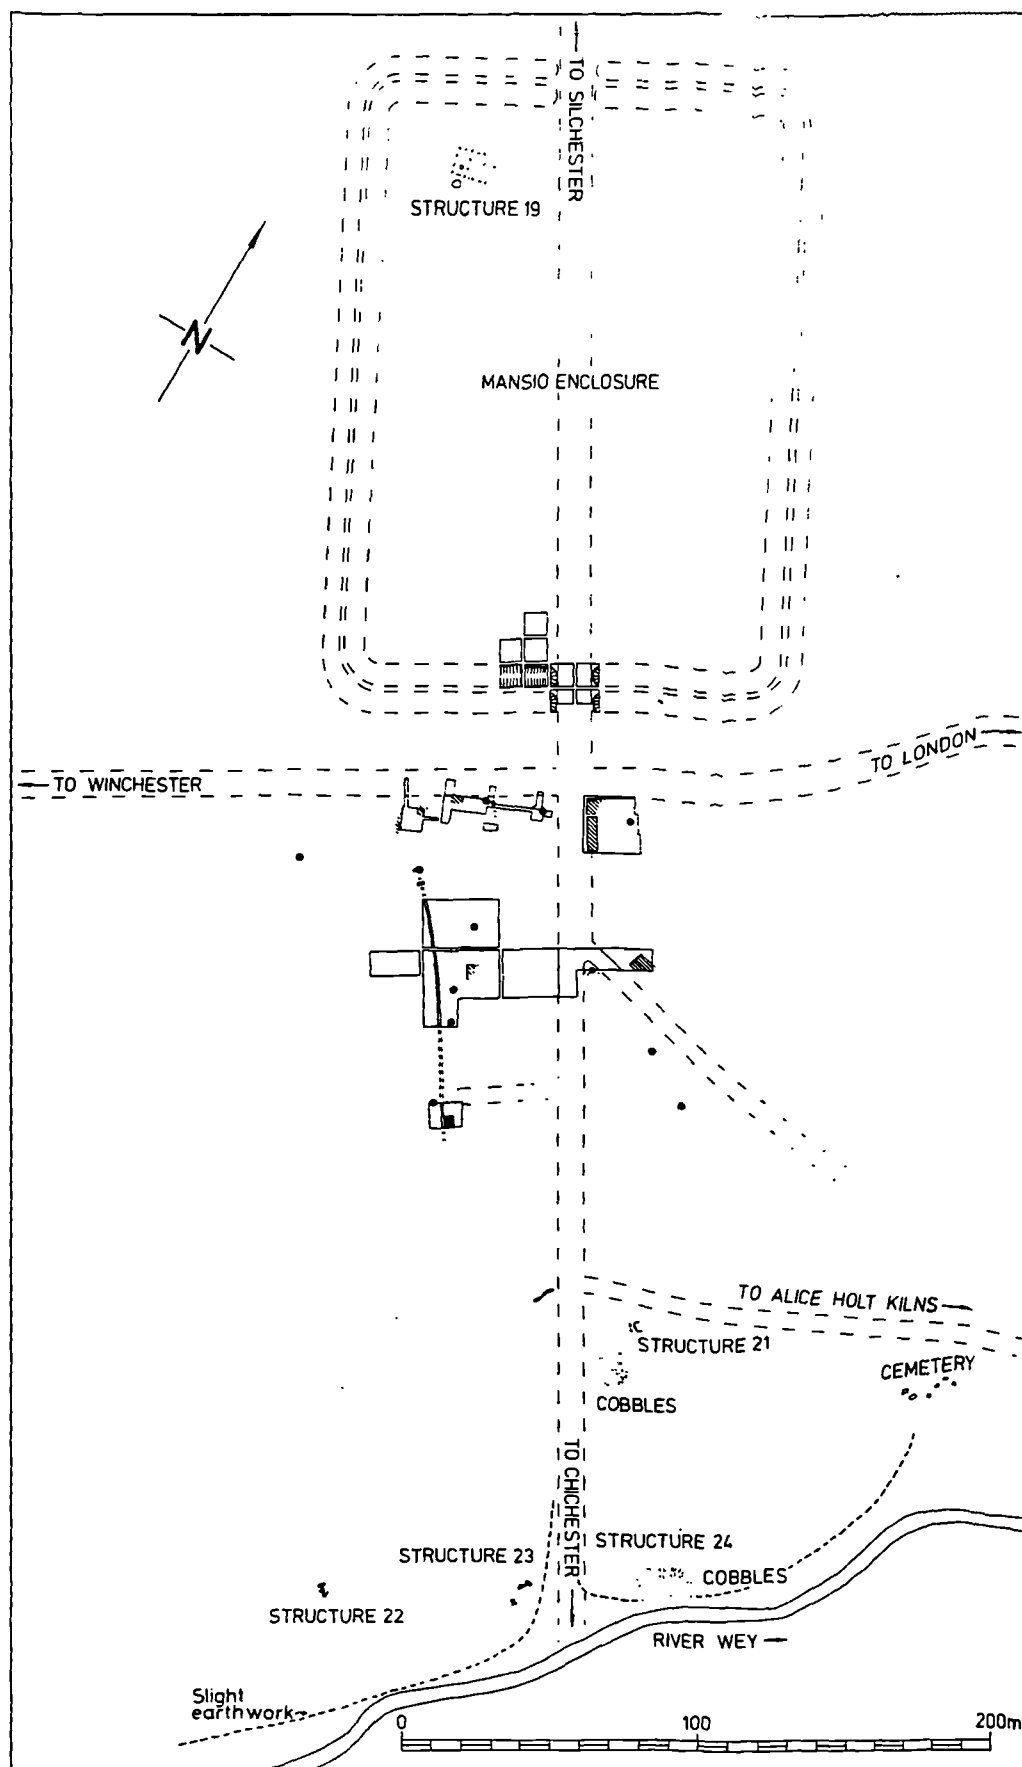 TO SILCHESTER
STRUCTURE 19
N
MANSIO ENCLOSURE
TO LONDON
TO WINCHESTER
TO ALICE HOLT KILNS
STRUCTURE 21
CEMETERY
COBBLES
TO CHICHESTER
STRUCTURE 24
STRUCTURE 23
COBBLES
STRUCTURE 22
RIVER WEY
Slight
earthwork
0 100 200m